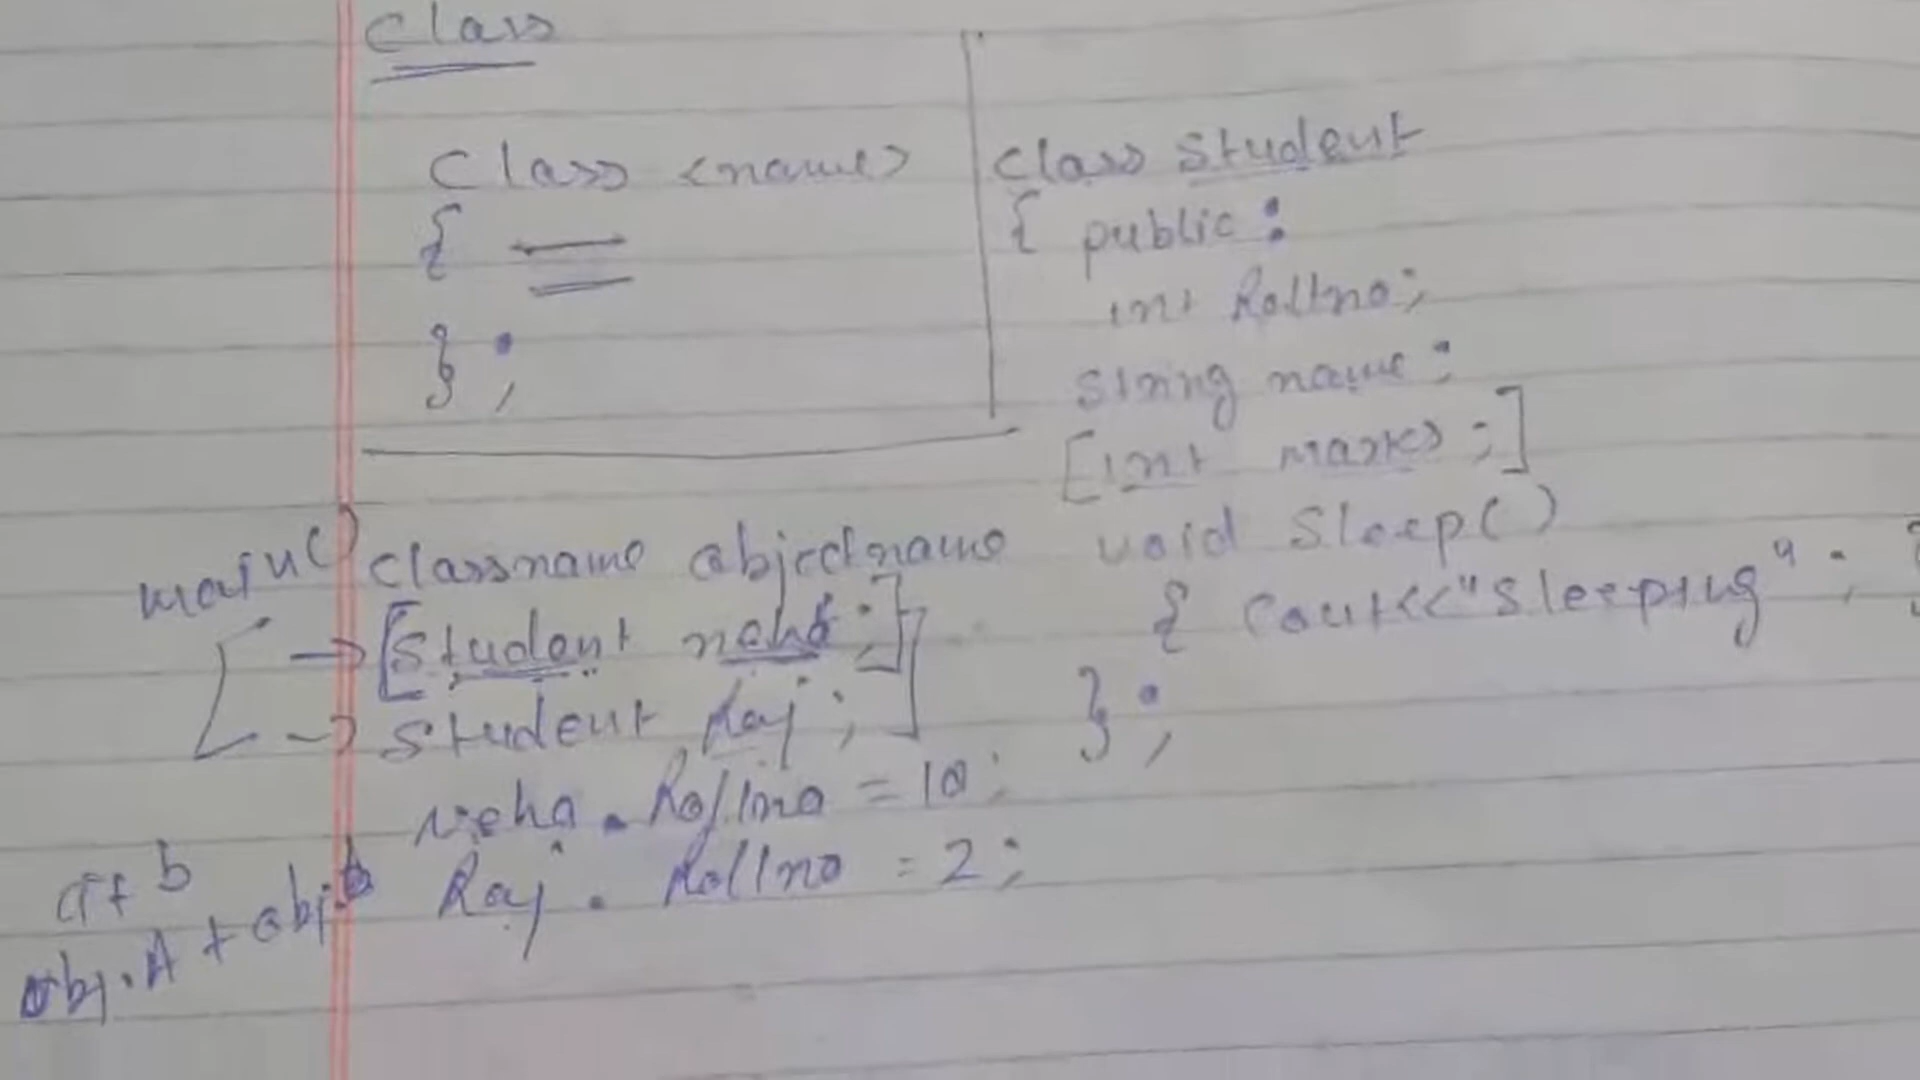 Class
Class <name>
{
};
class Student
{ public:
int Rollno;
string name;
[int marks;]
void Sleep()
{ cout<<"Sleeping";
};
main() classname objectname
[Student neha;]
Student Raj;
neha.Rollno = 10;
Raj. Rollno = 2;
a+b
obj.A + obj.b